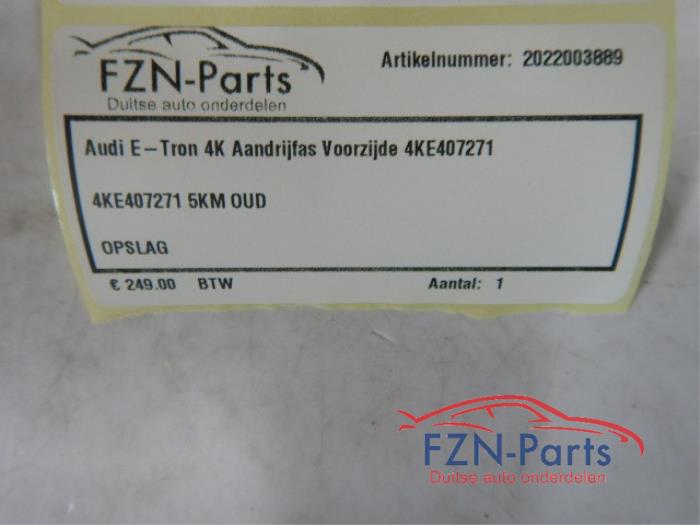 FZN-Parts
Duitse auto onderdelen
Artikelnummer: 2022003889
Audi E-Tron 4K Aandrijfas Voorzijde 4KE407271
4KE407271 5KM OUD
OPSLAG
€ 249.00 BTW Aantal: 1
FZN-Parts
Duitse auto onderdelen